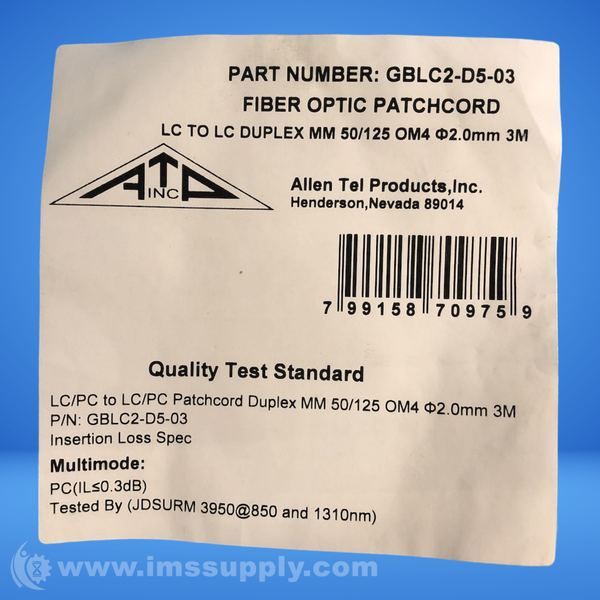 PART NUMBER: GBLC2-D5-03
FIBER OPTIC PATCHCORD
LC TO LC DUPLEX MM 50/125 OM4 Φ2.0mm 3M
ATP
INC
Allen Tel Products,Inc.
Henderson,Nevada 89014
7 99158 70975 9
Quality Test Standard
LC/PC to LC/PC Patchcord Duplex MM 50/125 OM4 Φ2.0mm 3M
P/N: GBLC2-D5-03
Insertion Loss Spec
Multimode:
PC(IL≤0.3dB)
Tested By (JDSURM 3950@850 and 1310nm)
www.imssupply.com